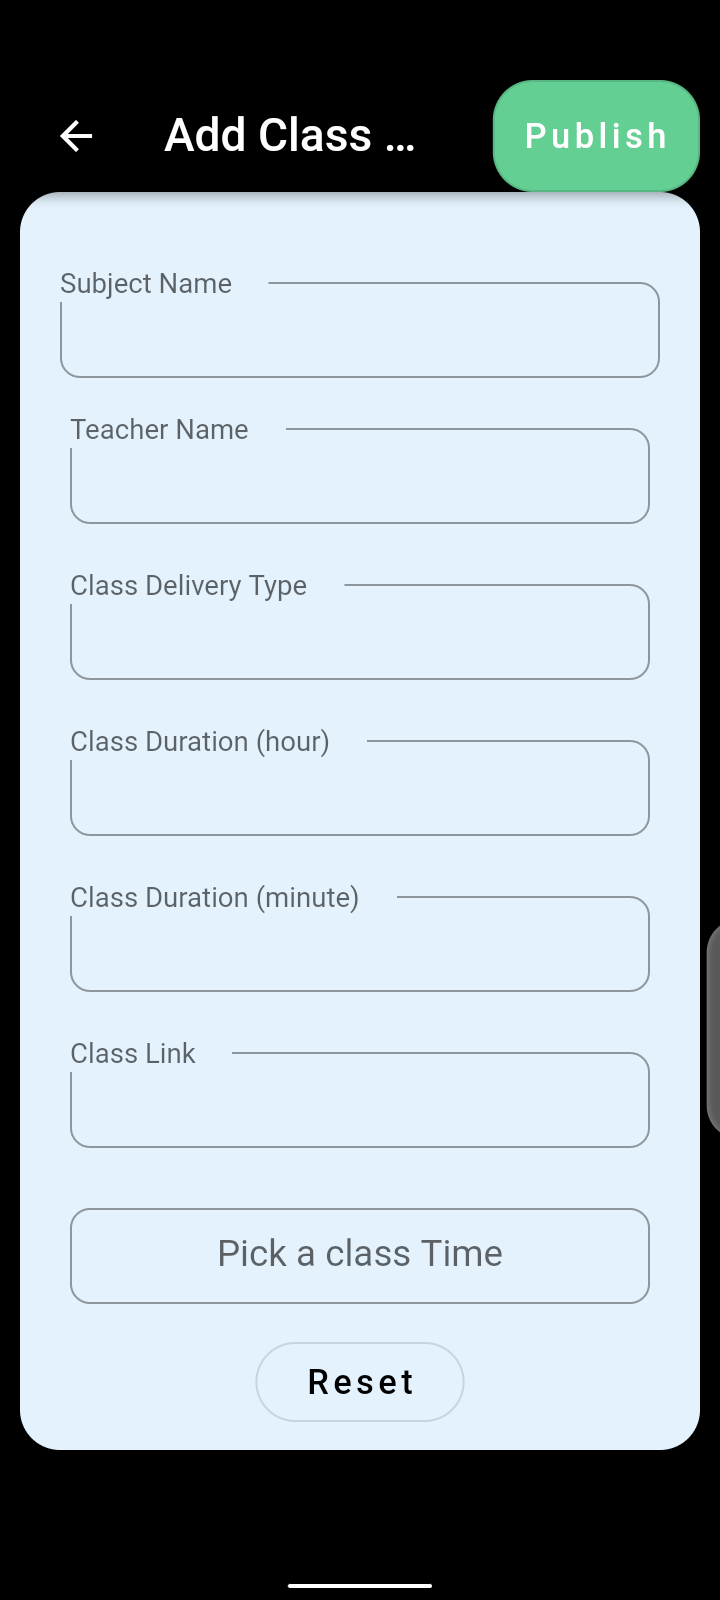 Add Class ...
Publish
Subject Name
Teacher Name
Class Delivery Type
Class Duration (hour)
Class Duration (minute)
Class Link
Pick a class Time
Reset